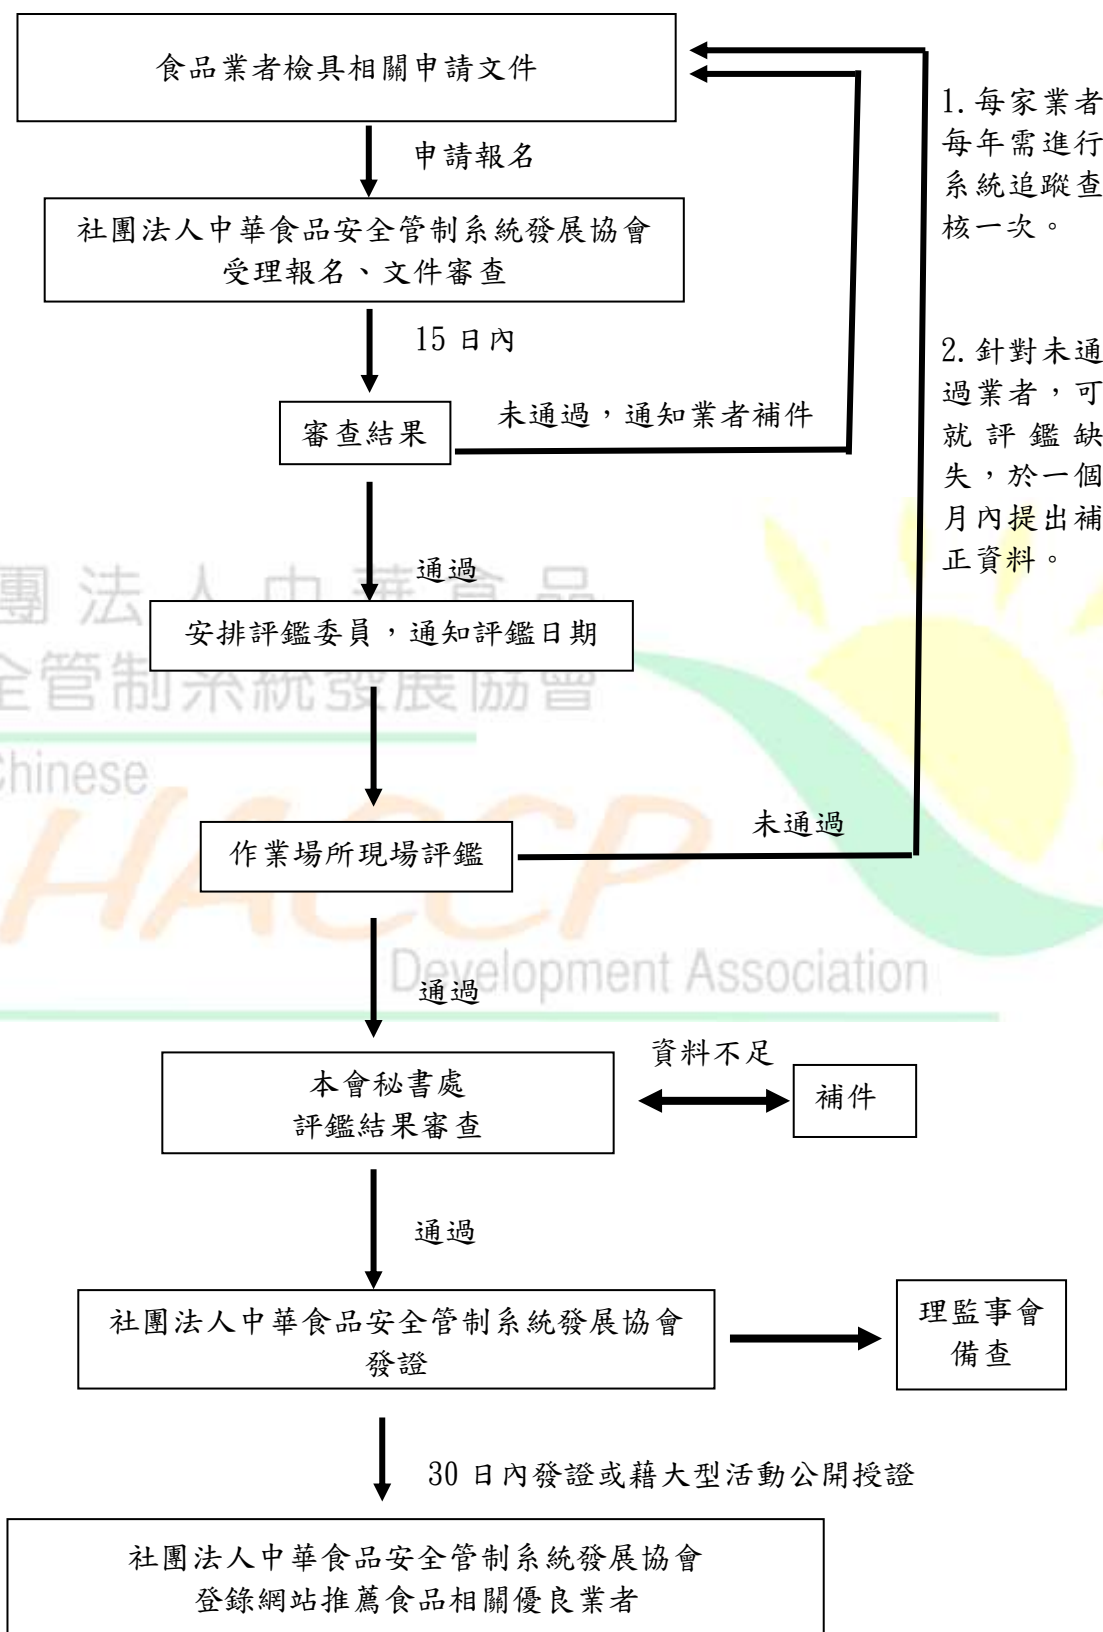 食品業者檢具相關申請文件
申請報名
社團法人中華食品安全管制系統發展協會
受理報名、文件審查
15 日內
審查結果
未通過，通知業者補件
通過
安排評鑑委員，通知評鑑日期
作業場所現場評鑑
未通過
通過
本會秘書處
評鑑結果審查
資料不足
補件
通過
社團法人中華食品安全管制系統發展協會
發證
理監事會
備查
30 日內發證或藉大型活動公開授證
社團法人中華食品安全管制系統發展協會
登錄網站推薦食品相關優良業者
1. 每家業者
每年需進行
系統追蹤查
核一次。
2. 針對未通
過業者，可
就評鑑缺
失，於一個
月內提出補
正資料。
團法人中華食品
全管制系統發展協會
Chinese
HACCP
Development Association